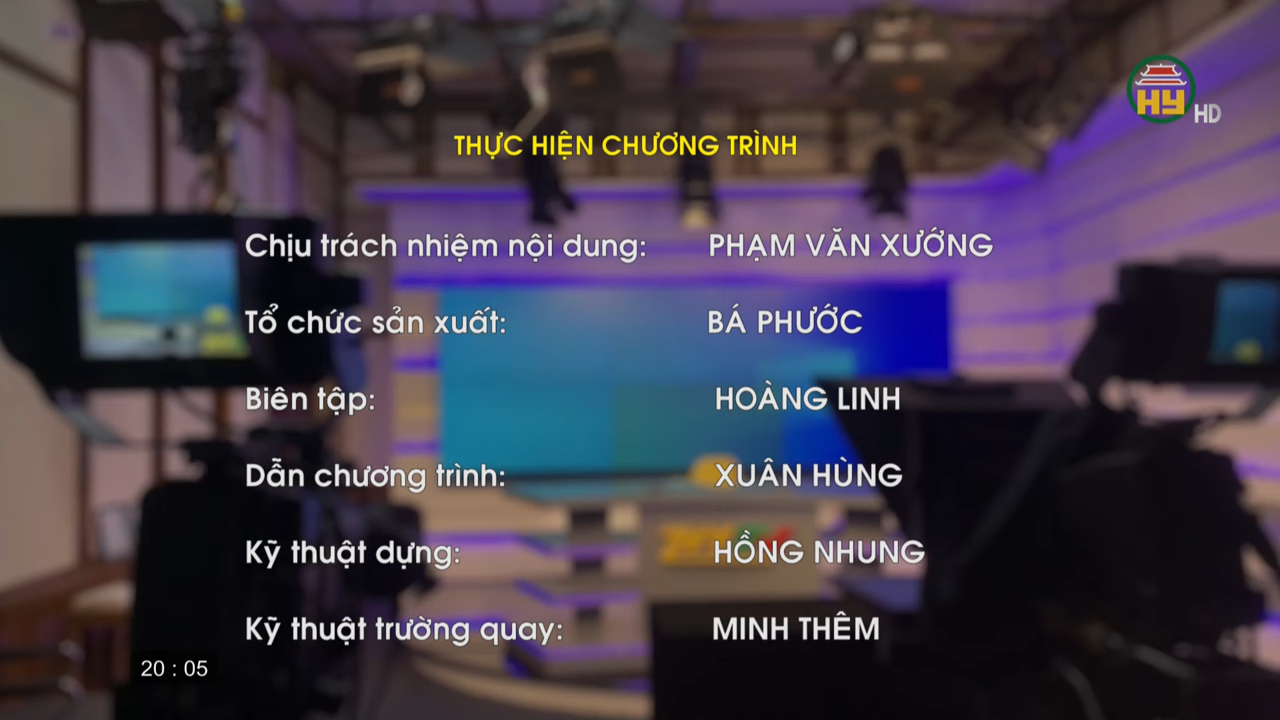 HY HD
THỰC HIỆN CHƯƠNG TRÌNH
Chịu trách nhiệm nội dung: PHẠM VĂN XƯỚNG
Tổ chức sản xuất: BÁ PHƯỚC
Biên tập: HOÀNG LINH
Dẫn chương trình: XUÂN HÙNG
Kỹ thuật dựng: HỒNG NHUNG
Kỹ thuật trường quay: MINH THÊM
20 : 05